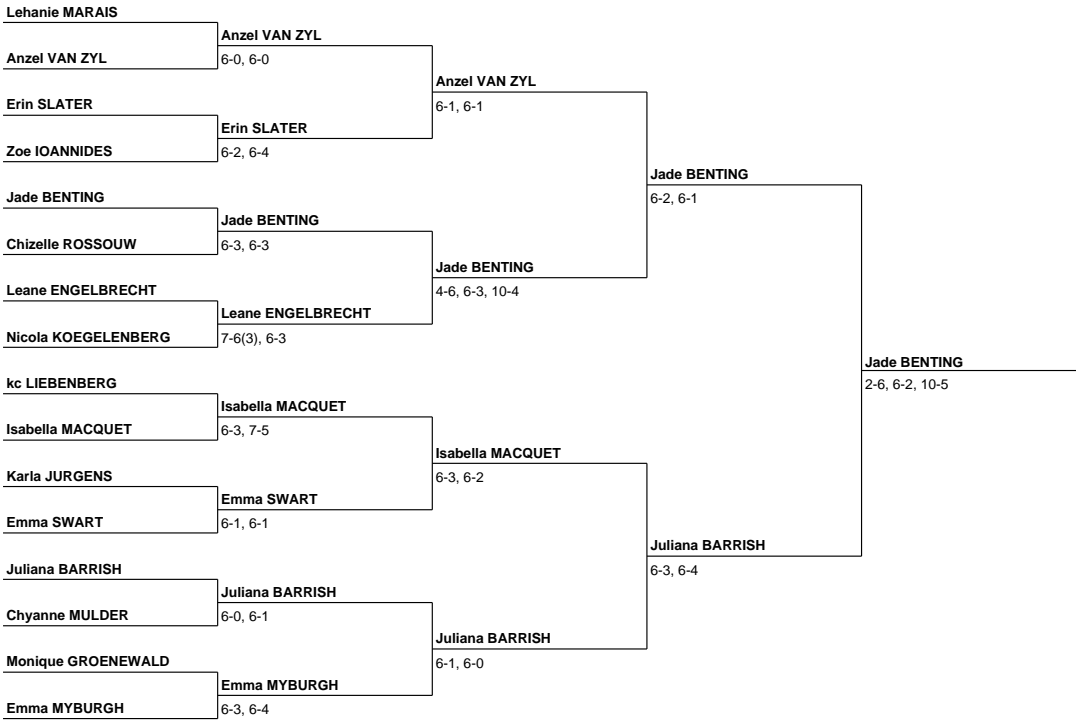 Lehanie MARAIS
Anzel VAN ZYL
Erin SLATER
Zoe IOANNIDES
Jade BENTING
Chizelle ROSSOUW
Leane ENGELBRECHT
Nicola KOEGELENBERG
kc LIEBENBERG
Isabella MACQUET
Karla JURGENS
Emma SWART
Juliana BARRISH
Chyanne MULDER
Monique GROENEWALD
Emma MYBURGH
Anzel VAN ZYL
6-0, 6-0
Erin SLATER
6-2, 6-4
Jade BENTING
6-3, 6-3
Leane ENGELBRECHT
7-6(3), 6-3
Isabella MACQUET
6-3, 7-5
Emma SWART
6-1, 6-1
Juliana BARRISH
6-0, 6-1
Emma MYBURGH
6-3, 6-4
Anzel VAN ZYL
6-1, 6-1
Jade BENTING
4-6, 6-3, 10-4
Isabella MACQUET
6-3, 6-2
Juliana BARRISH
6-1, 6-0
Jade BENTING
6-2, 6-1
Juliana BARRISH
6-3, 6-4
Jade BENTING
2-6, 6-2, 10-5